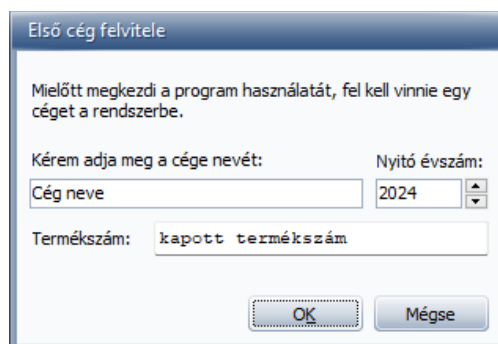 Első cég felvitele
Mielőtt megkezdi a program használatát, fel kell vinnie egy
céget a rendszerbe.
Kérem adja meg a cége nevét:
Nyitó évszám:
Cég neve
2024
Termékszám:
kapott termékszám
OK
Mégse